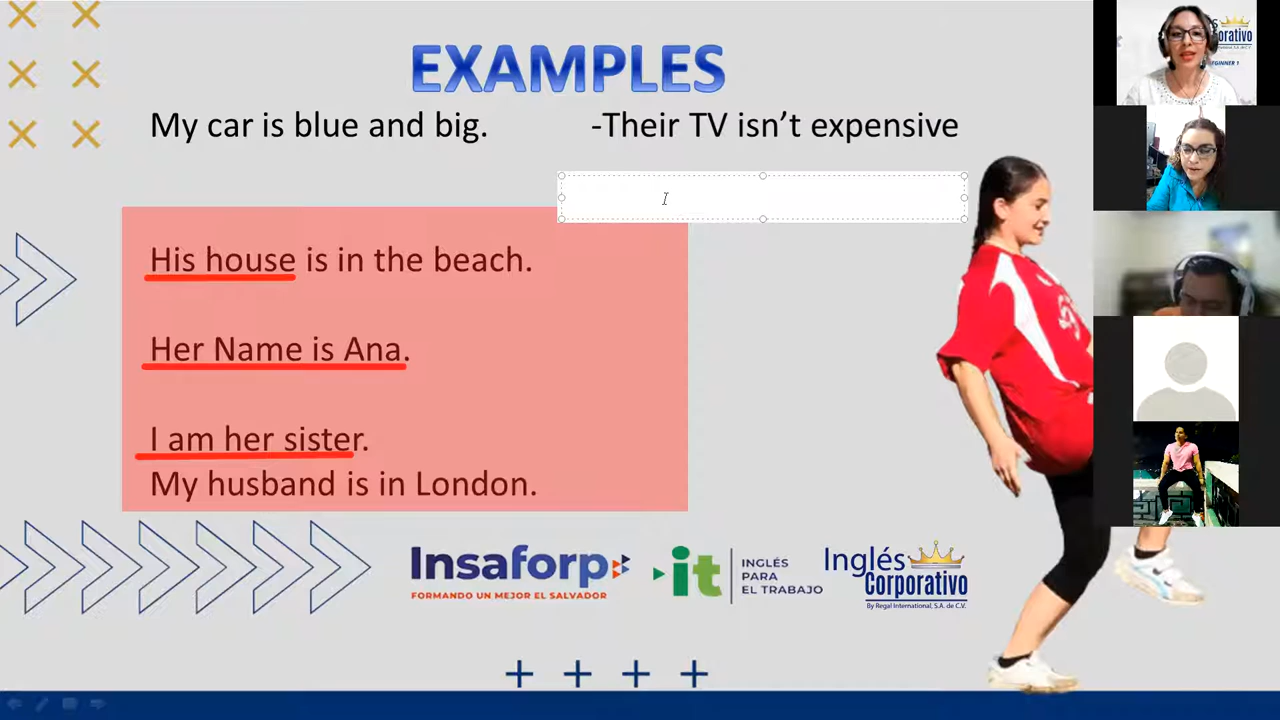 EXAMPLES
My car is blue and big.
-Their TV isn't expensive
His house is in the beach.
Her Name is Ana.
I am her sister.
My husband is in London.
Insaforp
FORMANDO UN MEJOR EL SALVADOR
it
INGLÉS
PARA
EL TRABAJO
Inglés
Corporativo
By Regal International, S.A. de C.V.
orativo